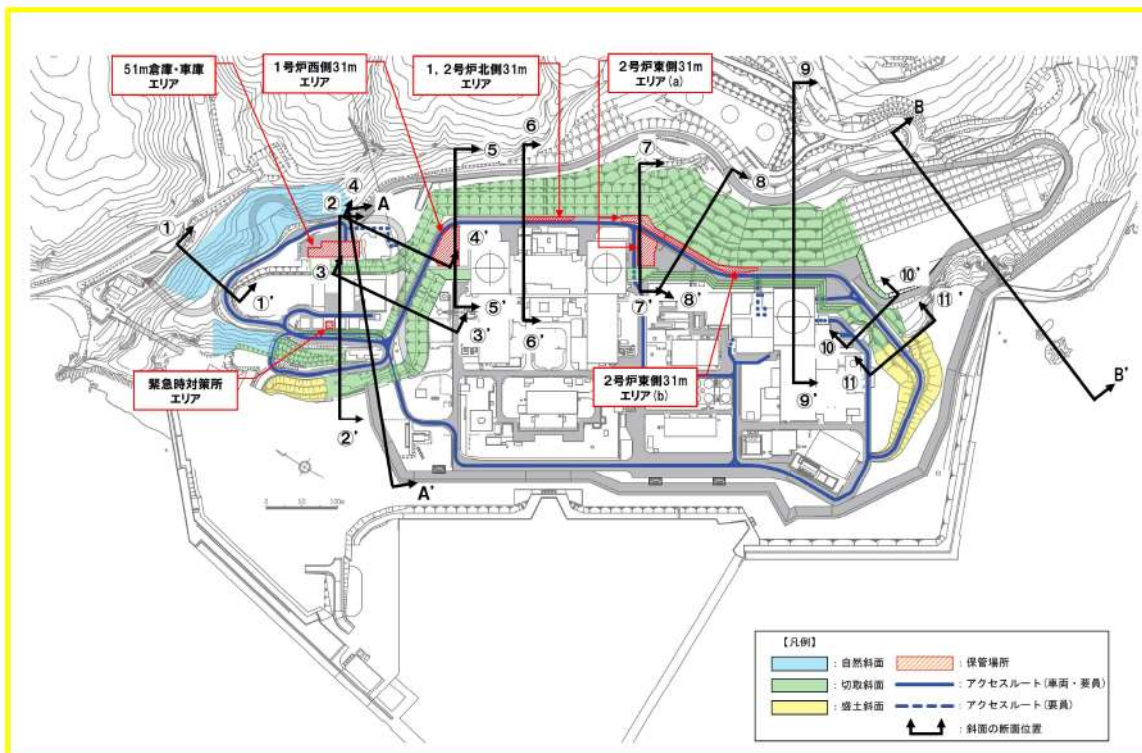 51m倉庫・車庫
エリア
1号炉西側31m
エリア
1，2号炉北側31m
エリア
2号炉東側31m
エリア(a)
⑨
B
⑥
⑤
⑦
⑧
④
②
A
①
④'
③
①'
⑤'
③'
⑥'
⑦'
⑧'
⑩'
⑪'
⑩
⑪
緊急時対策所
エリア
2号炉東側31m
エリア(b)
⑨'
B'
②'
A'
0 50 100m
【凡例】
：自然斜面
：切取斜面
：盛土斜面
：保管場所
：アクセスルート(車両・要員)
：アクセスルート(要員)
：斜面の断面位置